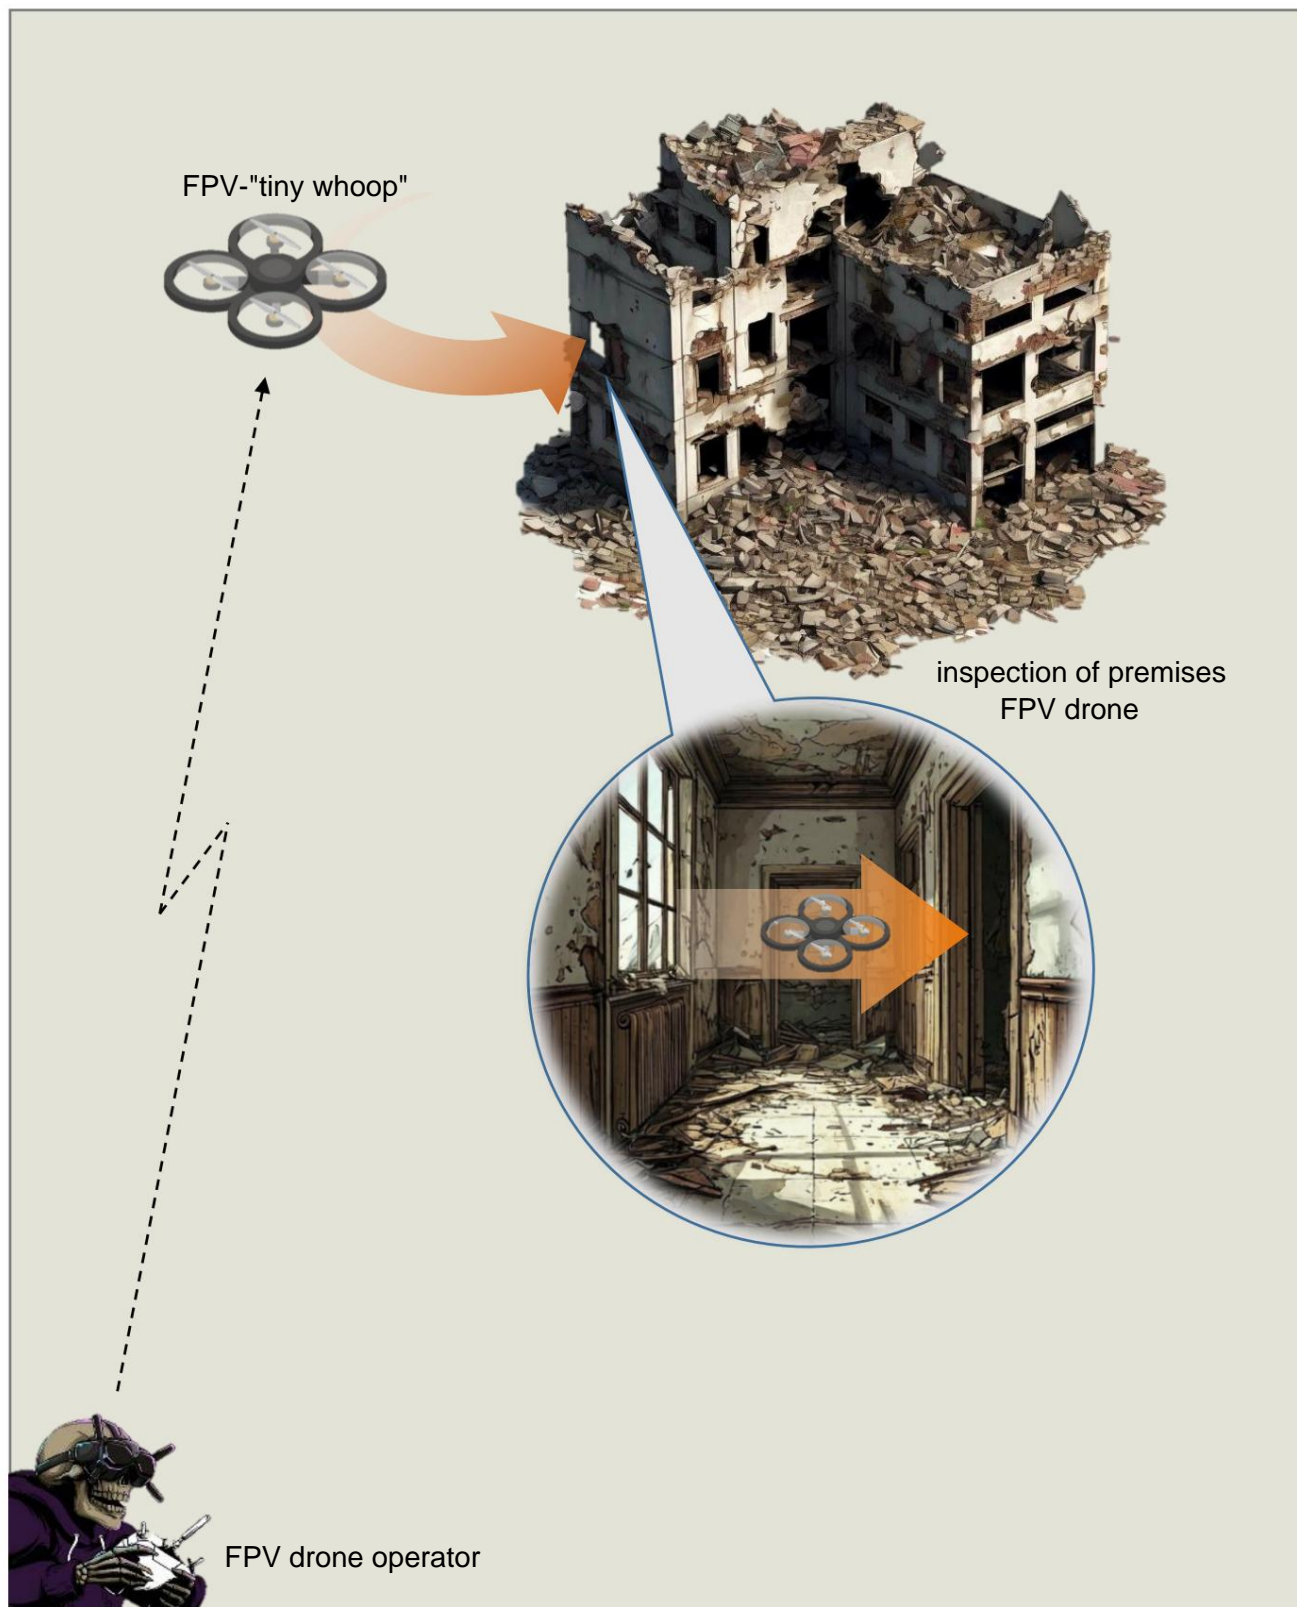 FPV-"tiny whoop"
inspection of premises
FPV drone
FPV drone operator